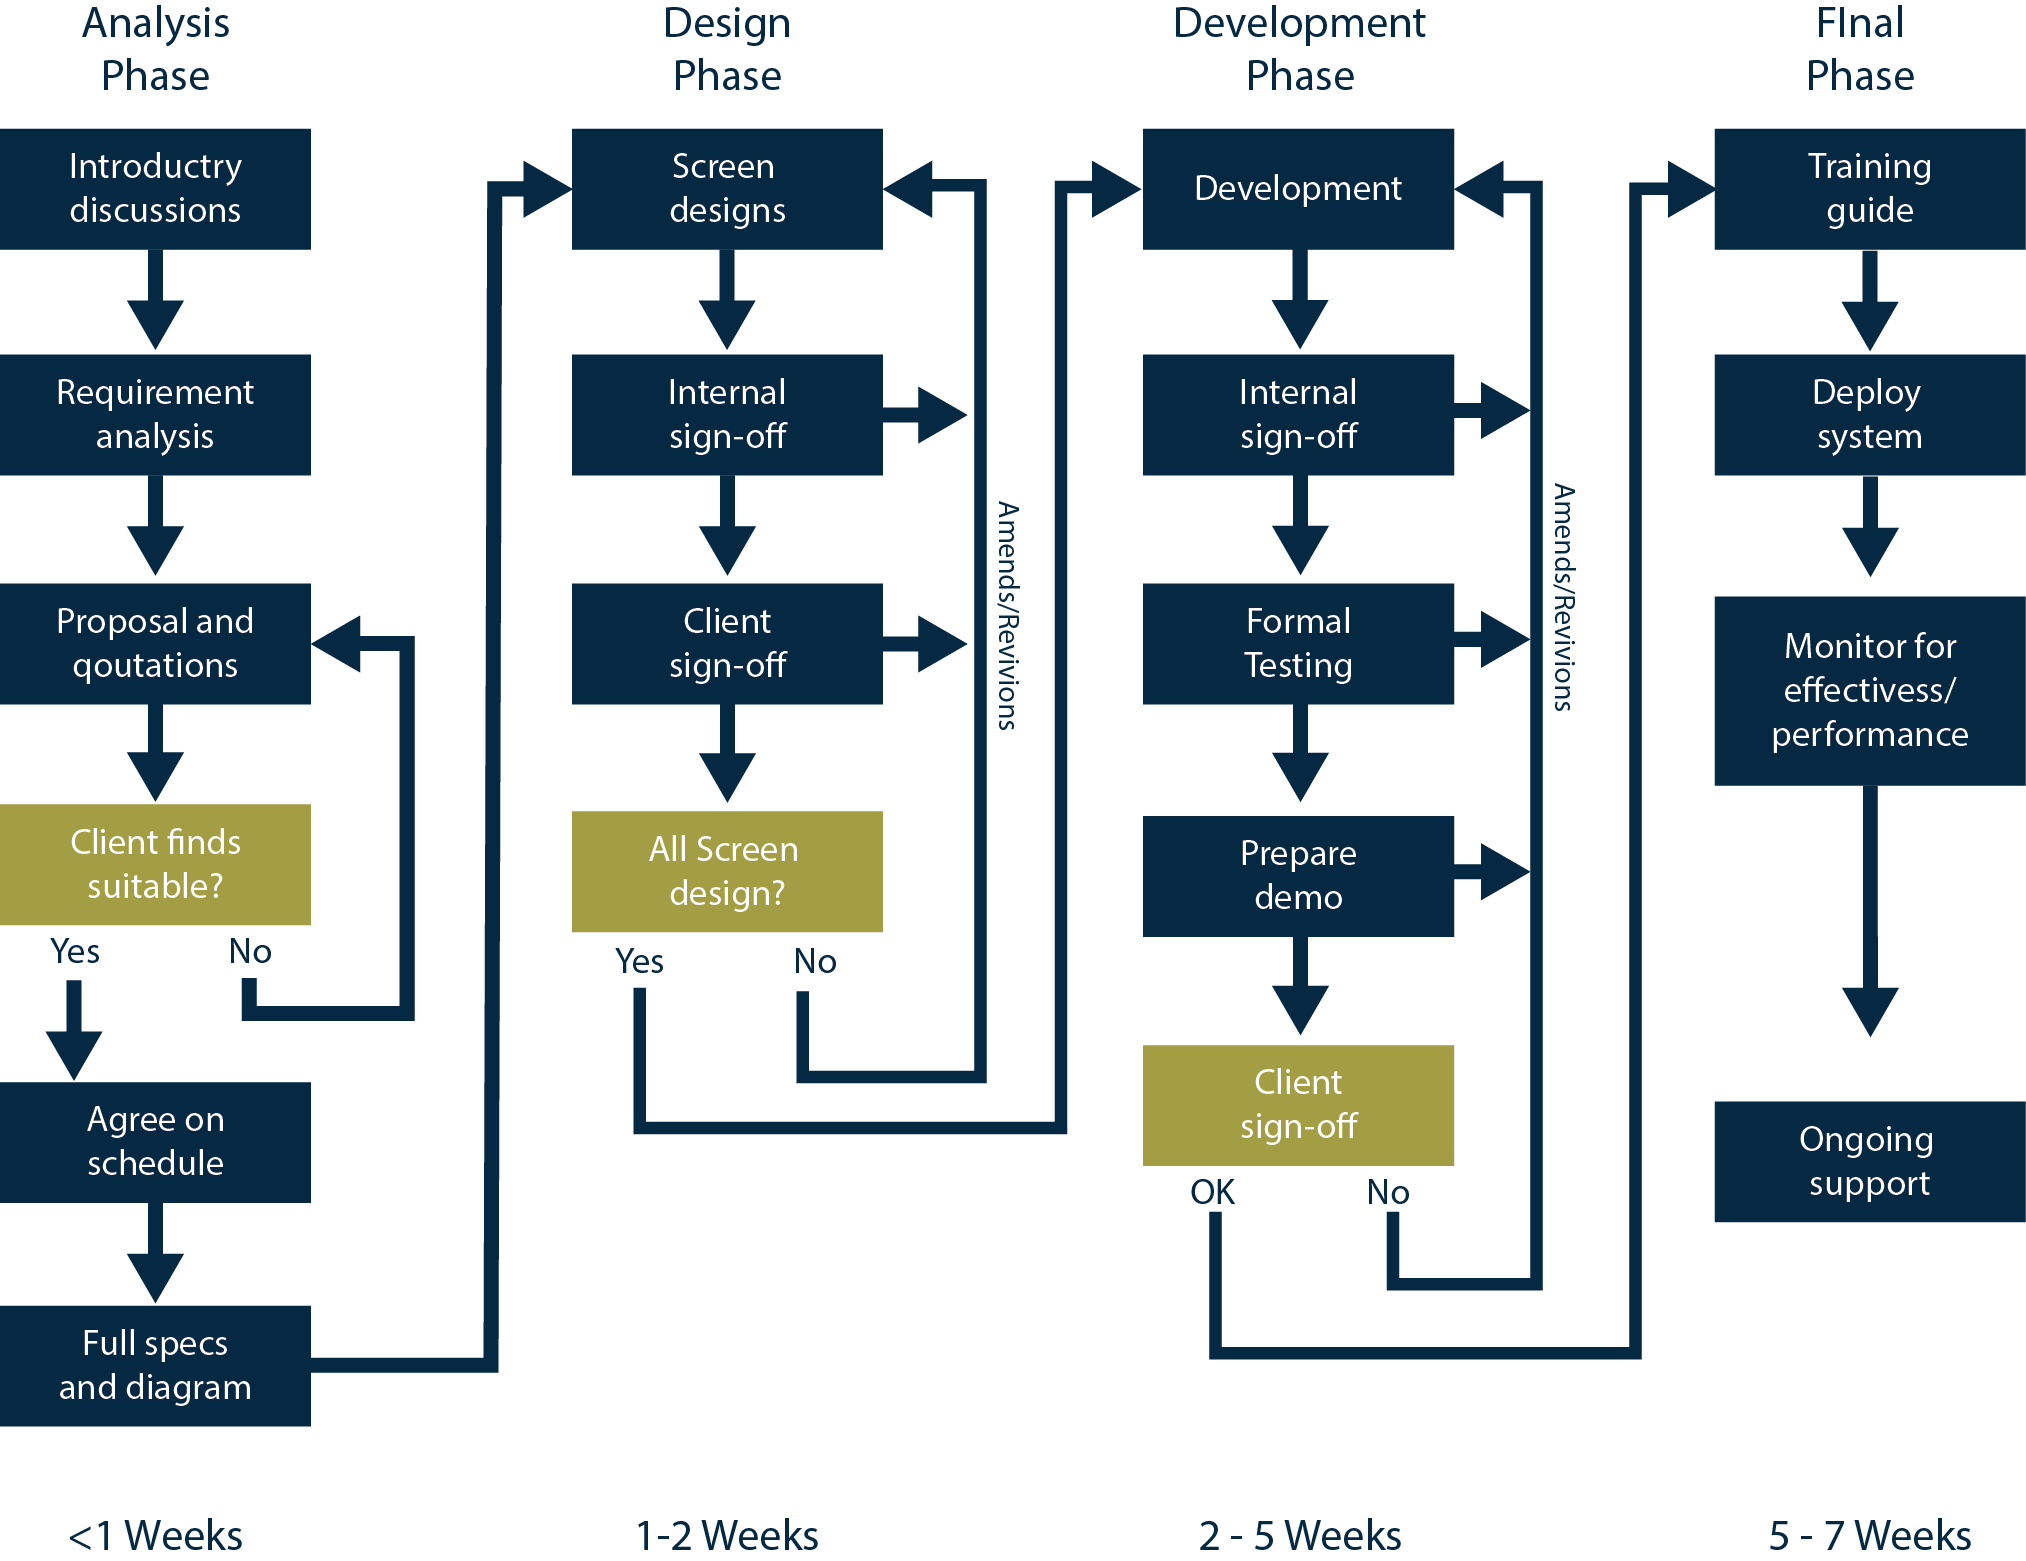 Analysis
Phase
Introductry
discussions
Requirement
analysis
Proposal and
qoutations
Client finds
suitable?
Yes
No
Agree on
schedule
Full specs
and diagram
<1 Weeks
Design
Phase
Screen
designs
Internal
sign-off
Client
sign-off
All Screen
design?
Yes
No
Amends/Revivions
1-2 Weeks
Development
Phase
Development
Internal
sign-off
Formal
Testing
Prepare
demo
Client
sign-off
OK
No
Amends/Revivions
2 - 5 Weeks
FInal
Phase
Training
guide
Deploy
system
Monitor for
effectivess/
performance
Ongoing
support
5 - 7 Weeks